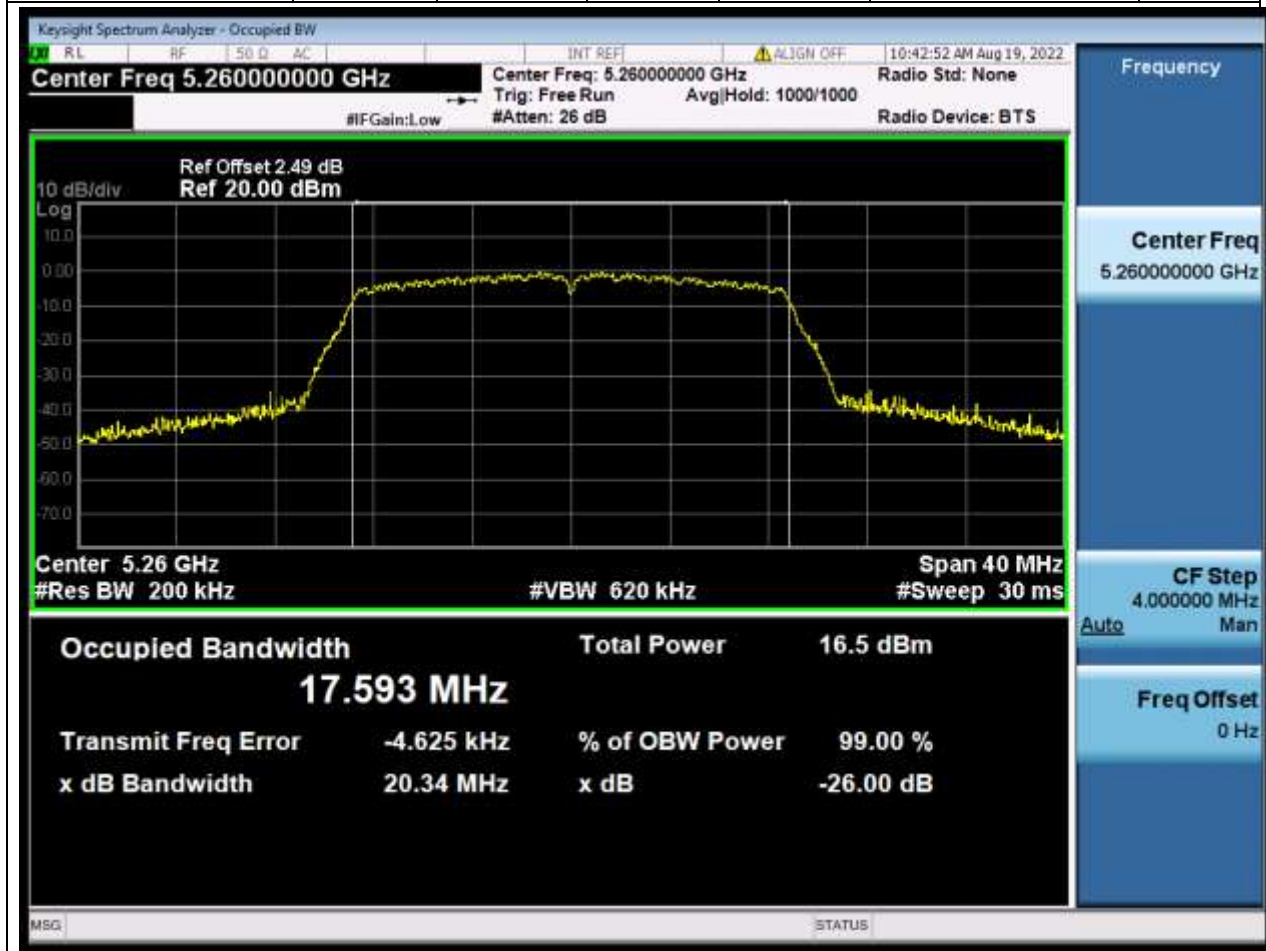 Keysight Spectrum Analyzer - Occupied BW
RL RF 50 Ω AC INT REF ALIGN OFF 10:42:52 AM Aug 19, 2022
Center Freq 5.260000000 GHz
Center Freq: 5.260000000 GHz
Radio Std: None
Trig: Free Run Avg|Hold: 1000/1000
#IFGain:Low #Atten: 26 dB Radio Device: BTS
Ref Offset 2.49 dB
10 dB/div Ref 20.00 dBm
Log
10.0
0.00
-10.0
-20.0
-30.0
-40.0
-50.0
-60.0
-70.0
Center 5.26 GHz Span 40 MHz
#Res BW 200 kHz #VBW 620 kHz #Sweep 30 ms
Occupied Bandwidth Total Power 16.5 dBm
17.593 MHz
Transmit Freq Error -4.625 kHz % of OBW Power 99.00 %
x dB Bandwidth 20.34 MHz x dB -26.00 dB
Frequency
Center Freq
5.260000000 GHz
CF Step
4.000000 MHz
Auto Man
Freq Offset
0 Hz
MSG STATUS